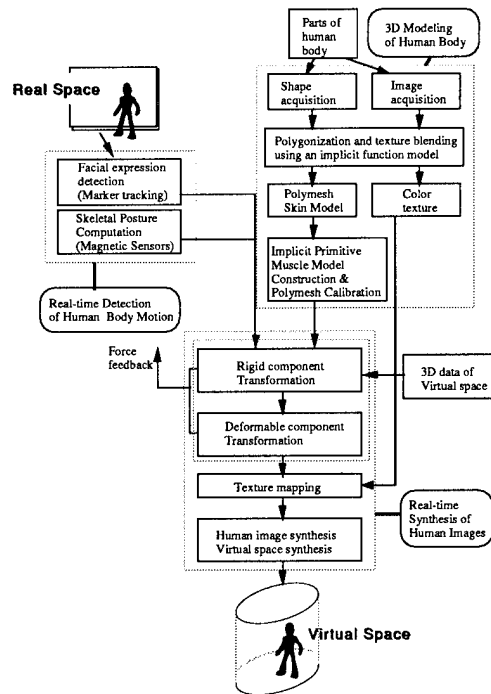 Parts of
human
body
3D Modeling
of Human Body
Real Space
Shape
acquisition
Image
acquisition
Polygonization and texture blending
using an implicit function model
Facial expression
detection
(Marker tracking)
Skeletal Posture
Computation
(Magnetic Sensors)
Polymesh
Skin Model
Color
texture
Implicit Primitive
Muscle Model
Construction &
Polymesh Calibration
Real-time Detection
of Human Body Motion
Force
feedback
Rigid component
Transformation
3D data of
Virtual space
Deformable component
Transformation
Texture mapping
Real-time
Synthesis of
Human Images
Human image synthesis
Virtual space synthesis
Virtual Space